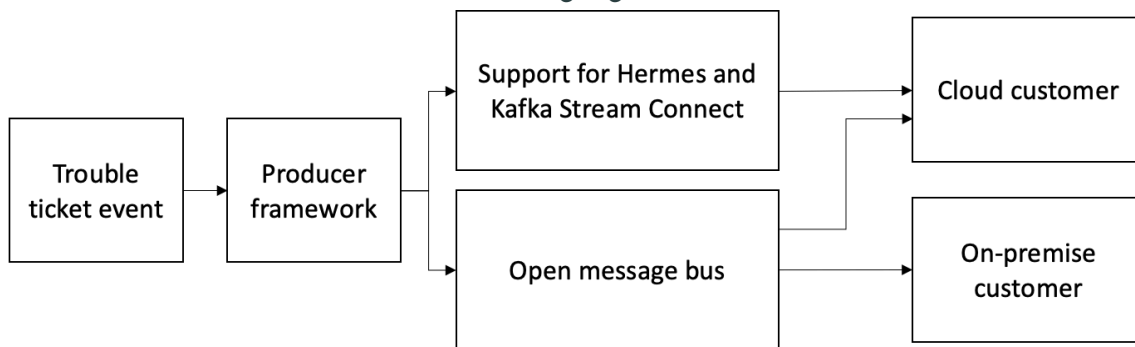 Trouble
ticket event
Producer
framework
Support for Hermes and
Kafka Stream Connect
Open message bus
Cloud customer
On-premise
customer